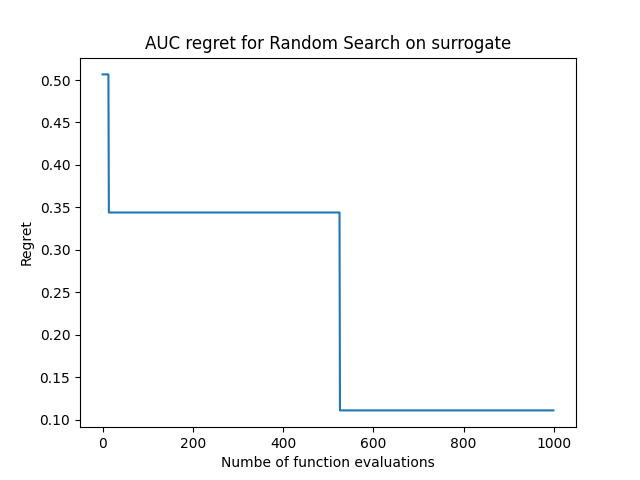 AUC regret for Random Search on surrogate
0.50
0.45
0.40
0.35
0.30
0.25
0.20
0.15
0.10
Regret
0 200 400 600 800 1000
Numbe of function evaluations